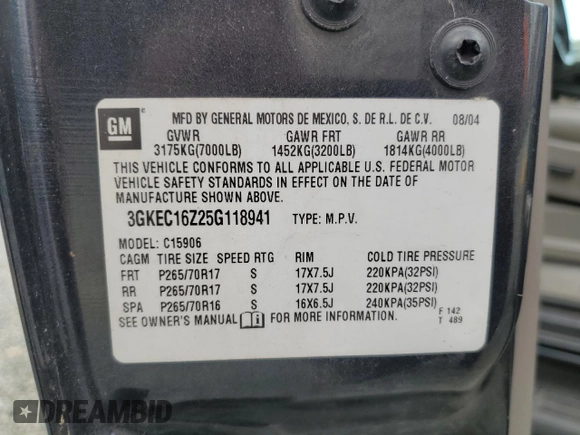 GM
MFD BY GENERAL MOTORS DE MEXICO, S. DE R.L. DE C.V. 08/04
GVWR GAWR FRT GAWR RR
3175KG(7000LB) 1452KG(3200LB) 1814KG(4000LB)
THIS VEHICLE CONFORMS TO ALL APPLICABLE U.S. FEDERAL MOTOR
VEHICLE SAFETY STANDARDS IN EFFECT ON THE DATE OF
MANUFACTURE SHOWN ABOVE.
3GKEC16Z25G118941 TYPE: M.P.V.
MODEL: C15906
CAGM TIRE SIZE SPEED RTG RIM COLD TIRE PRESSURE
FRT P265/70R17 S 17X7.5J 220KPA(32PSI)
RR P265/70R17 S 17X7.5J 220KPA(32PSI)
SPA P265/70R16 S 16X6.5J 240KPA(35PSI)
SEE OWNER'S MANUAL FOR MORE INFORMATION.
F 142
T 489
DREAMBID